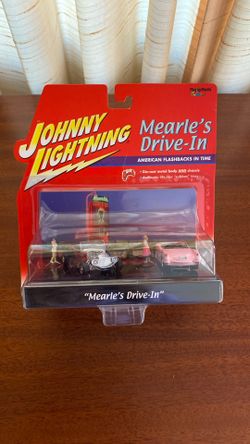 JOHNNY
LIGHTNING
Mearle's
Drive-In
AMERICAN FLASHBACKS IN TIME
"Mearle's Drive-In"